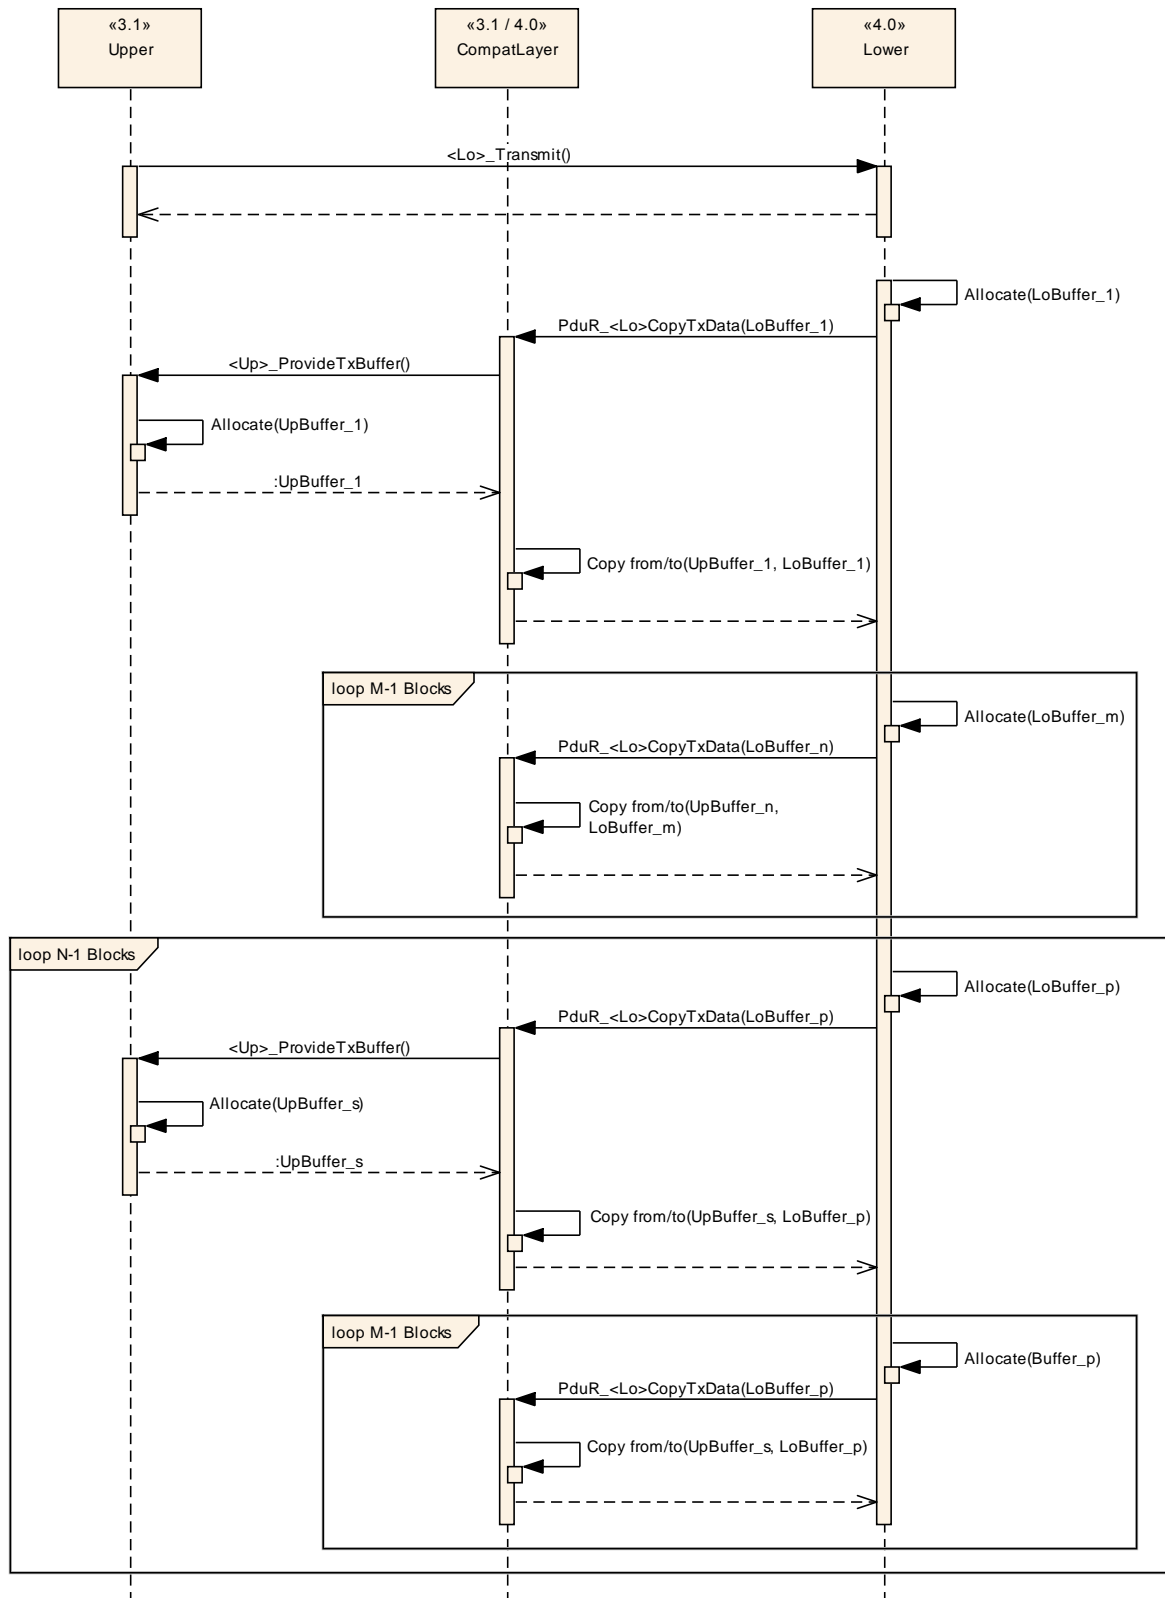 «3.1»
Upper
«3.1 / 4.0»
CompatLayer
«4.0»
Lower
<Lo>_Transmit()
Allocate(LoBuffer_1)
PduR_<Lo>CopyTxData(LoBuffer_1)
<Up>_ProvideTxBuffer()
Allocate(UpBuffer_1)
:UpBuffer_1
Copy from/to(UpBuffer_1, LoBuffer_1)
loop M-1 Blocks
Allocate(LoBuffer_m)
PduR_<Lo>CopyTxData(LoBuffer_n)
Copy from/to(UpBuffer_n,
LoBuffer_m)
loop N-1 Blocks
Allocate(LoBuffer_p)
PduR_<Lo>CopyTxData(LoBuffer_p)
<Up>_ProvideTxBuffer()
Allocate(UpBuffer_s)
:UpBuffer_s
Copy from/to(UpBuffer_s, LoBuffer_p)
loop M-1 Blocks
Allocate(Buffer_p)
PduR_<Lo>CopyTxData(LoBuffer_p)
Copy from/to(UpBuffer_s, LoBuffer_p)